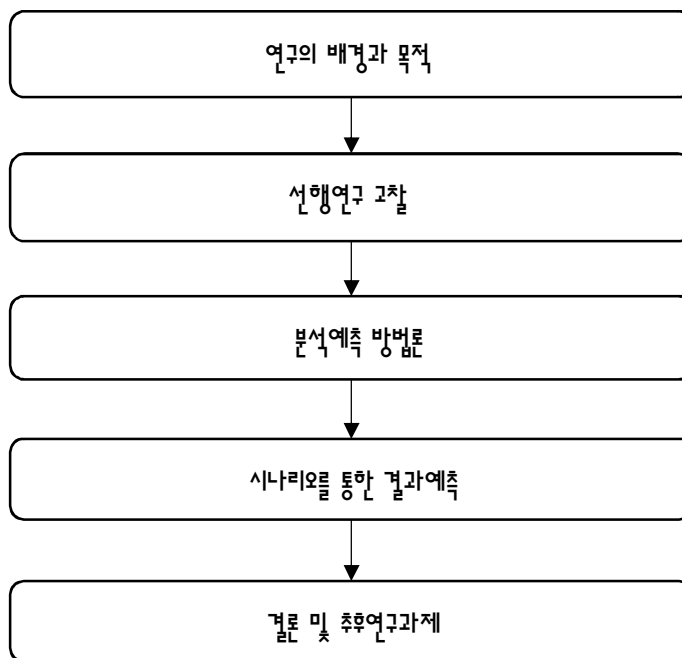 연구의 배경과 목적
선행연구 고찰
분석예측 방법론
시나리오를 통한 결과예측
결론 및 추후연구과제